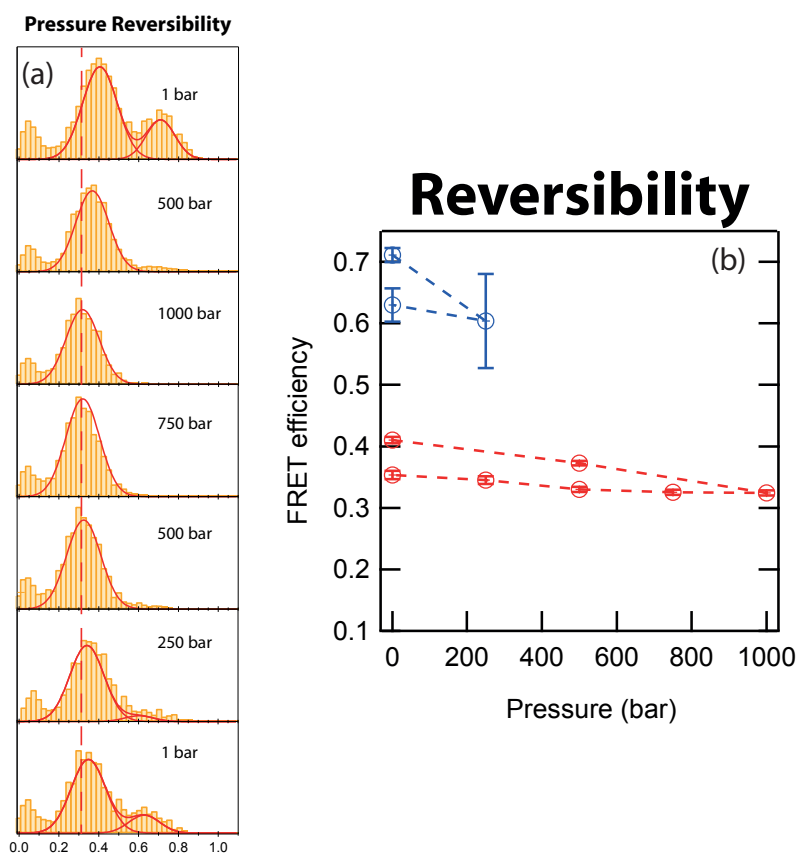 Pressure Reversibility
(a)
1 bar
500 bar
1000 bar
750 bar
500 bar
250 bar
1 bar
0.0 0.2 0.4 0.6 0.8 1.0
Reversibility
(b)
0.7
0.6
0.5
0.4
0.3
0.2
0.1
FRET efficiency
0 200 400 600 800 1000
Pressure (bar)